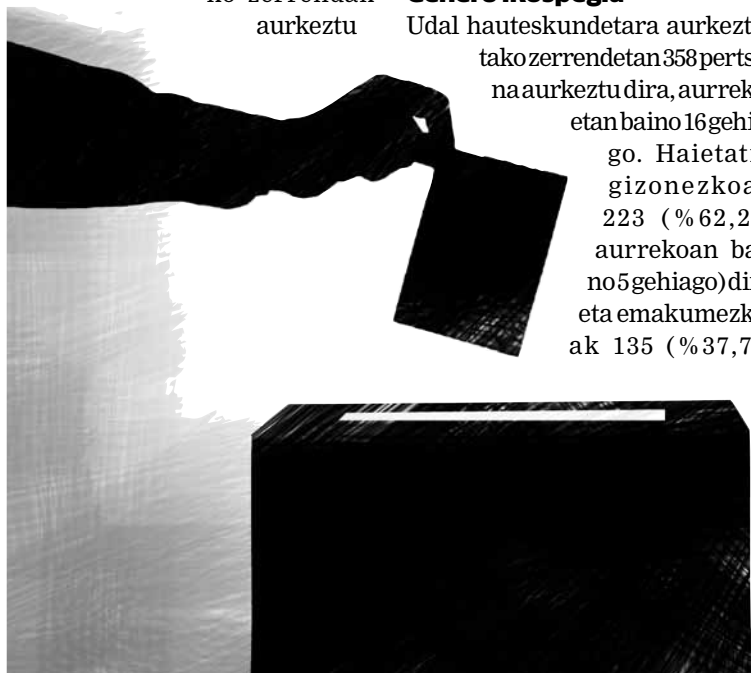 aurkeztu
Udal hauteskundetara aurkezt
tako zerrendetan 358 perts
na aurkeztu dira, aurrek
etan baino 16 gehi
go. Haietat
gizonezkoa
223 (%62,2
aurrekoan ba
no 5 gehiago) di
eta emakumezk
ak 135 (%37,7